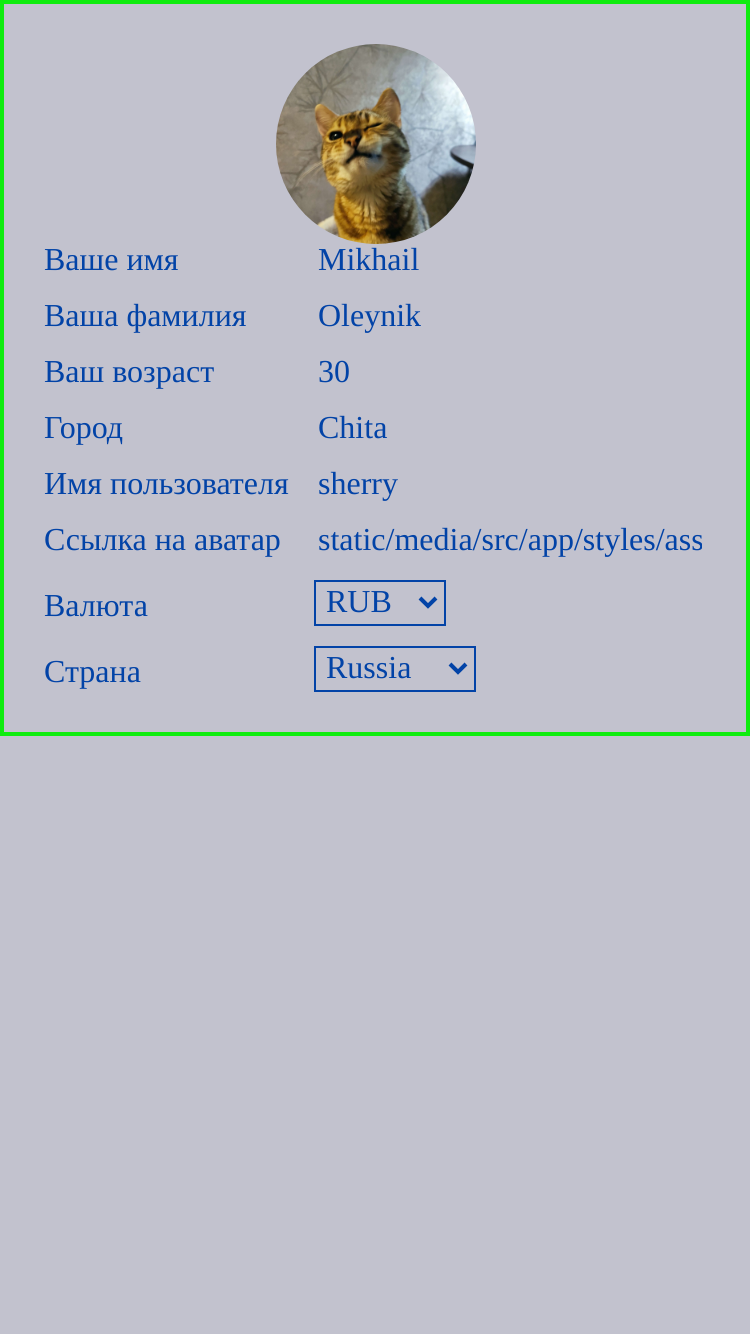 Ваше имя Mikhail
Ваша фамилия Oleynik
Ваш возраст 30
Город Chita
Имя пользователя sherry
Ссылка на аватар static/media/src/app/styles/ass
Валюта RUB
Страна Russia